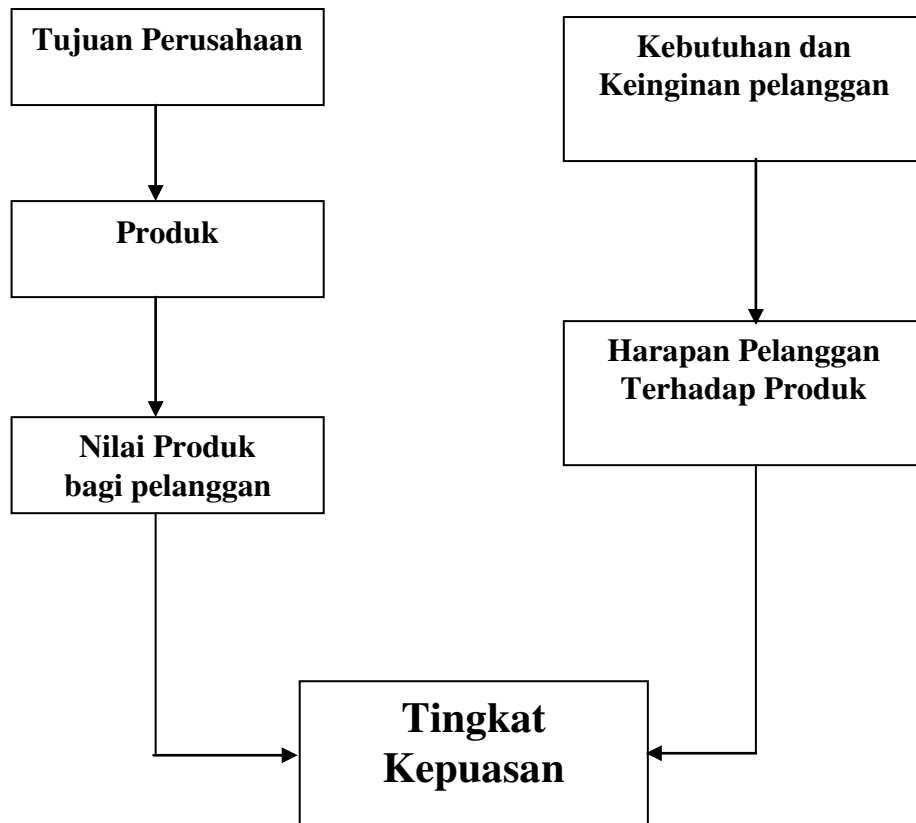 Tujuan Perusahaan
Produk
Nilai Produk
bagi pelanggan
Kebutuhan dan
Keinginan pelanggan
Harapan Pelanggan
Terhadap Produk
Tingkat
Kepuasan